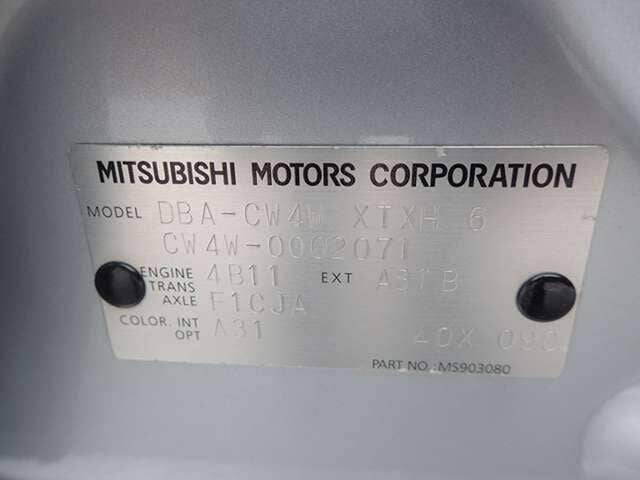 MITSUBISHI MOTORS CORPORATION
MODEL DBA-CW4W XTXH 6
CW4W-0002071
ENGINE 4B11 EXT A31B
TRANS
AXLE F1CJA
COLOR. INT A31
OPT 40X 090
PART NO.:MS903080